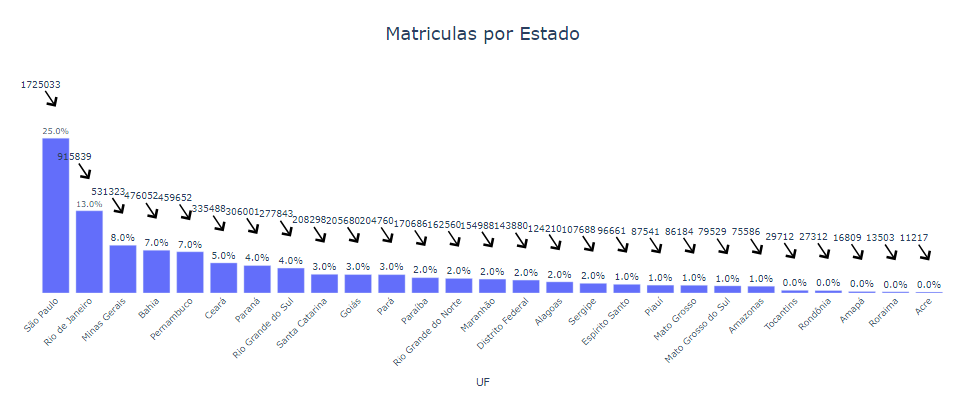 Matriculas por Estado
1725033
25.0%
915839
13.0%
531323
8.0%
476052
7.0%
459652
7.0%
335488
5.0%
306001
4.0%
277843
4.0%
208298
3.0%
205680
3.0%
204760
3.0%
170686
2.0%
162560
2.0%
154988
2.0%
143880
2.0%
124210
2.0%
107688
2.0%
96661
1.0%
87541
1.0%
86184
1.0%
79529
1.0%
75586
1.0%
29712
0.0%
27312
0.0%
16809
0.0%
13503
0.0%
11217
0.0%
São Paulo
Rio de Janeiro
Minas Gerais
Bahia
Pernambuco
Ceará
Paraná
Rio Grande do Sul
Santa Catarina
Goiás
Pará
Paraíba
Rio Grande do Norte
Maranhão
Distrito Federal
Alagoas
Sergipe
Espírito Santo
Piauí
Mato Grosso
Mato Grosso do Sul
Amazonas
Tocantins
Rondônia
Amapá
Roraima
Acre
UF